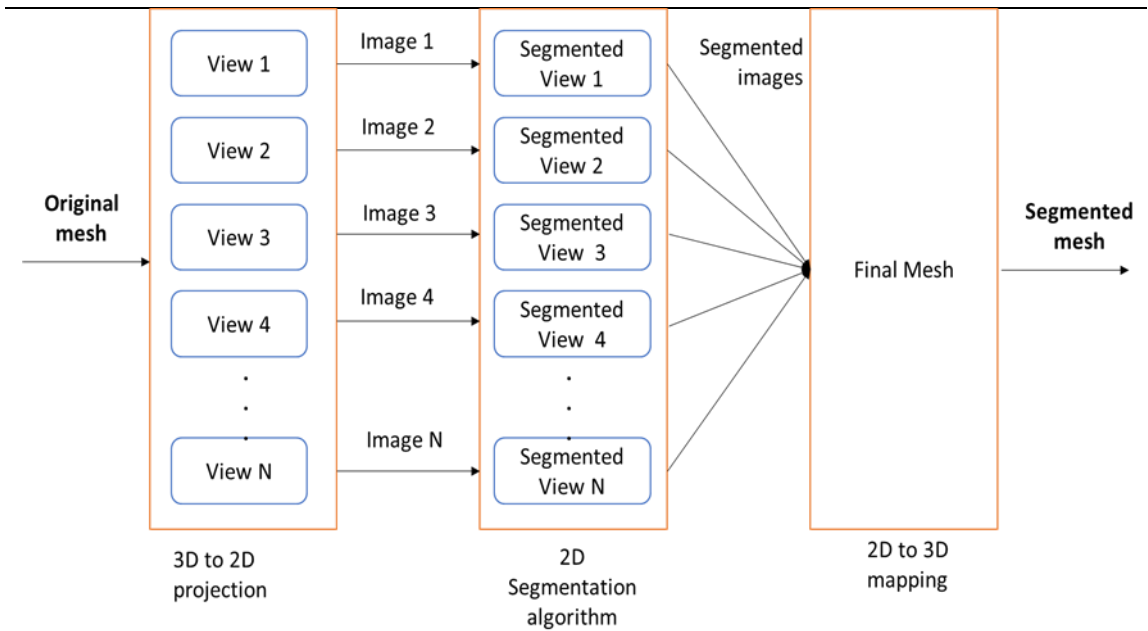 Original
mesh
View 1
View 2
View 3
View 4
.
.
.
View N
3D to 2D
projection
Image 1
Image 2
Image 3
Image 4
Image N
Segmented
View 1
Segmented
View 2
Segmented
View 3
Segmented
View 4
.
.
.
Segmented
View N
2D
Segmentation
algorithm
Segmented
images
Final Mesh
2D to 3D
mapping
Segmented
mesh